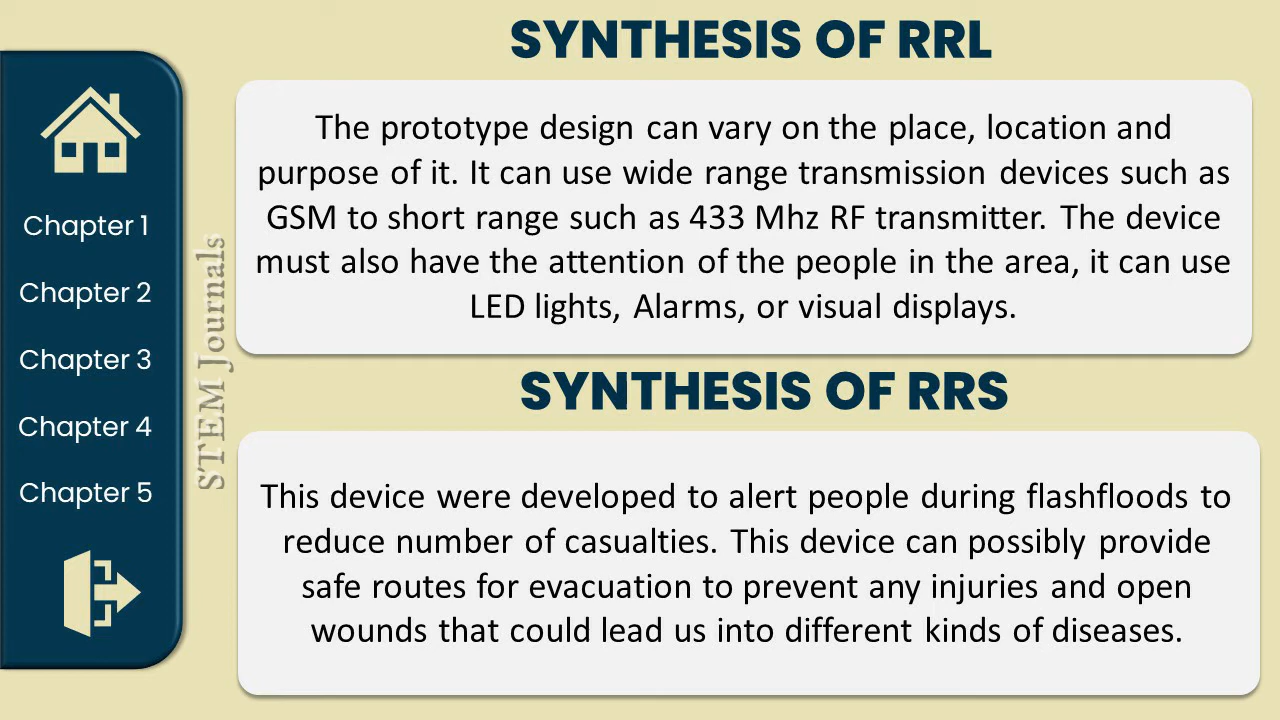 SYNTHESIS OF RRL
The prototype design can vary on the place, location and
purpose of it. It can use wide range transmission devices such as
GSM to short range such as 433 Mhz RF transmitter. The device
must also have the attention of the people in the area, it can use
LED lights, Alarms, or visual displays.
SYNTHESIS OF RRS
This device were developed to alert people during flashfloods to
reduce number of casualties. This device can possibly provide
safe routes for evacuation to prevent any injuries and open
wounds that could lead us into different kinds of diseases.
Chapter 1
Chapter 2
Chapter 3
Chapter 4
Chapter 5
STEM Journals